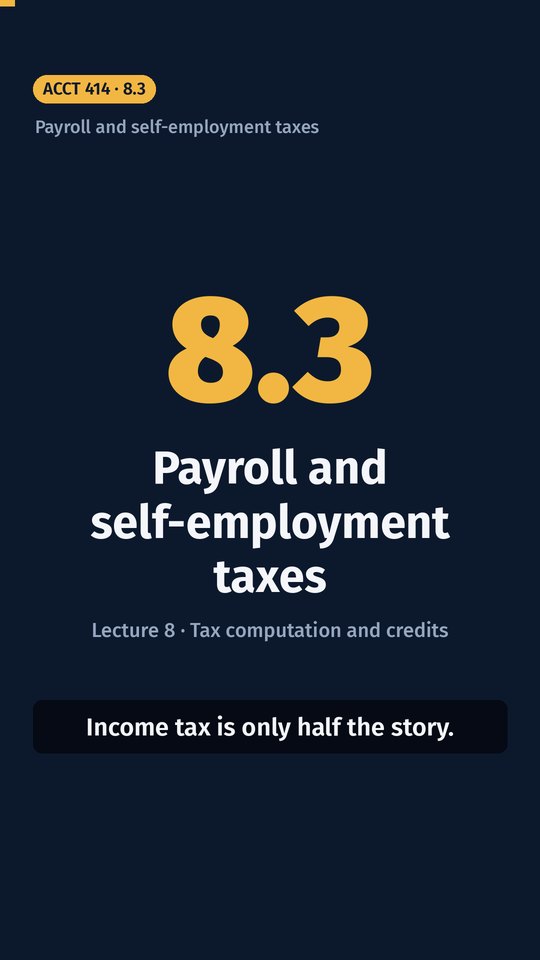 ACCT 414 · 8.3
Payroll and self-employment taxes
8.3
Payroll and
self-employment
taxes
Lecture 8 · Tax computation and credits
Income tax is only half the story.